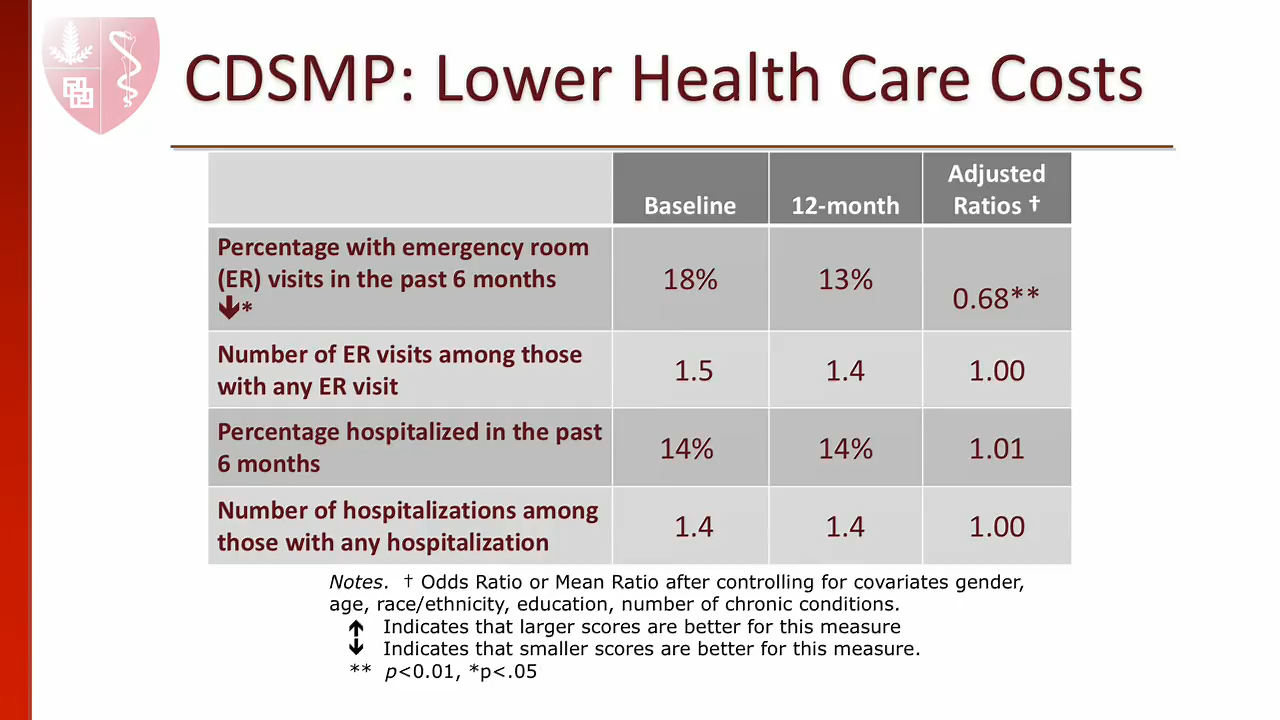 CDSMP: Lower Health Care Costs
Baseline
12-month
Adjusted
Ratios †
Percentage with emergency room
(ER) visits in the past 6 months
🡫*
18%
13%
0.68**
Number of ER visits among those
with any ER visit
1.5
1.4
1.00
Percentage hospitalized in the past
6 months
14%
14%
1.01
Number of hospitalizations among
those with any hospitalization
1.4
1.4
1.00
Notes. † Odds Ratio or Mean Ratio after controlling for covariates gender,
age, race/ethnicity, education, number of chronic conditions.
🡩 Indicates that larger scores are better for this measure
🡫 Indicates that smaller scores are better for this measure.
** p<0.01, *p<.05